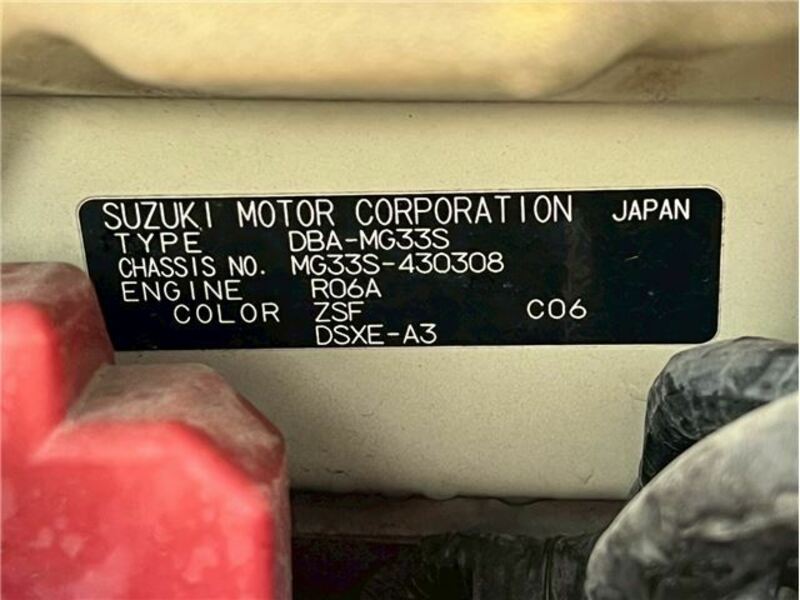 SUZUKI MOTOR CORPORATION JAPAN
TYPE DBA-MG33S
CHASSIS NO. MG33S-430308
ENGINE R06A
COLOR ZSF C06
DSXE-A3